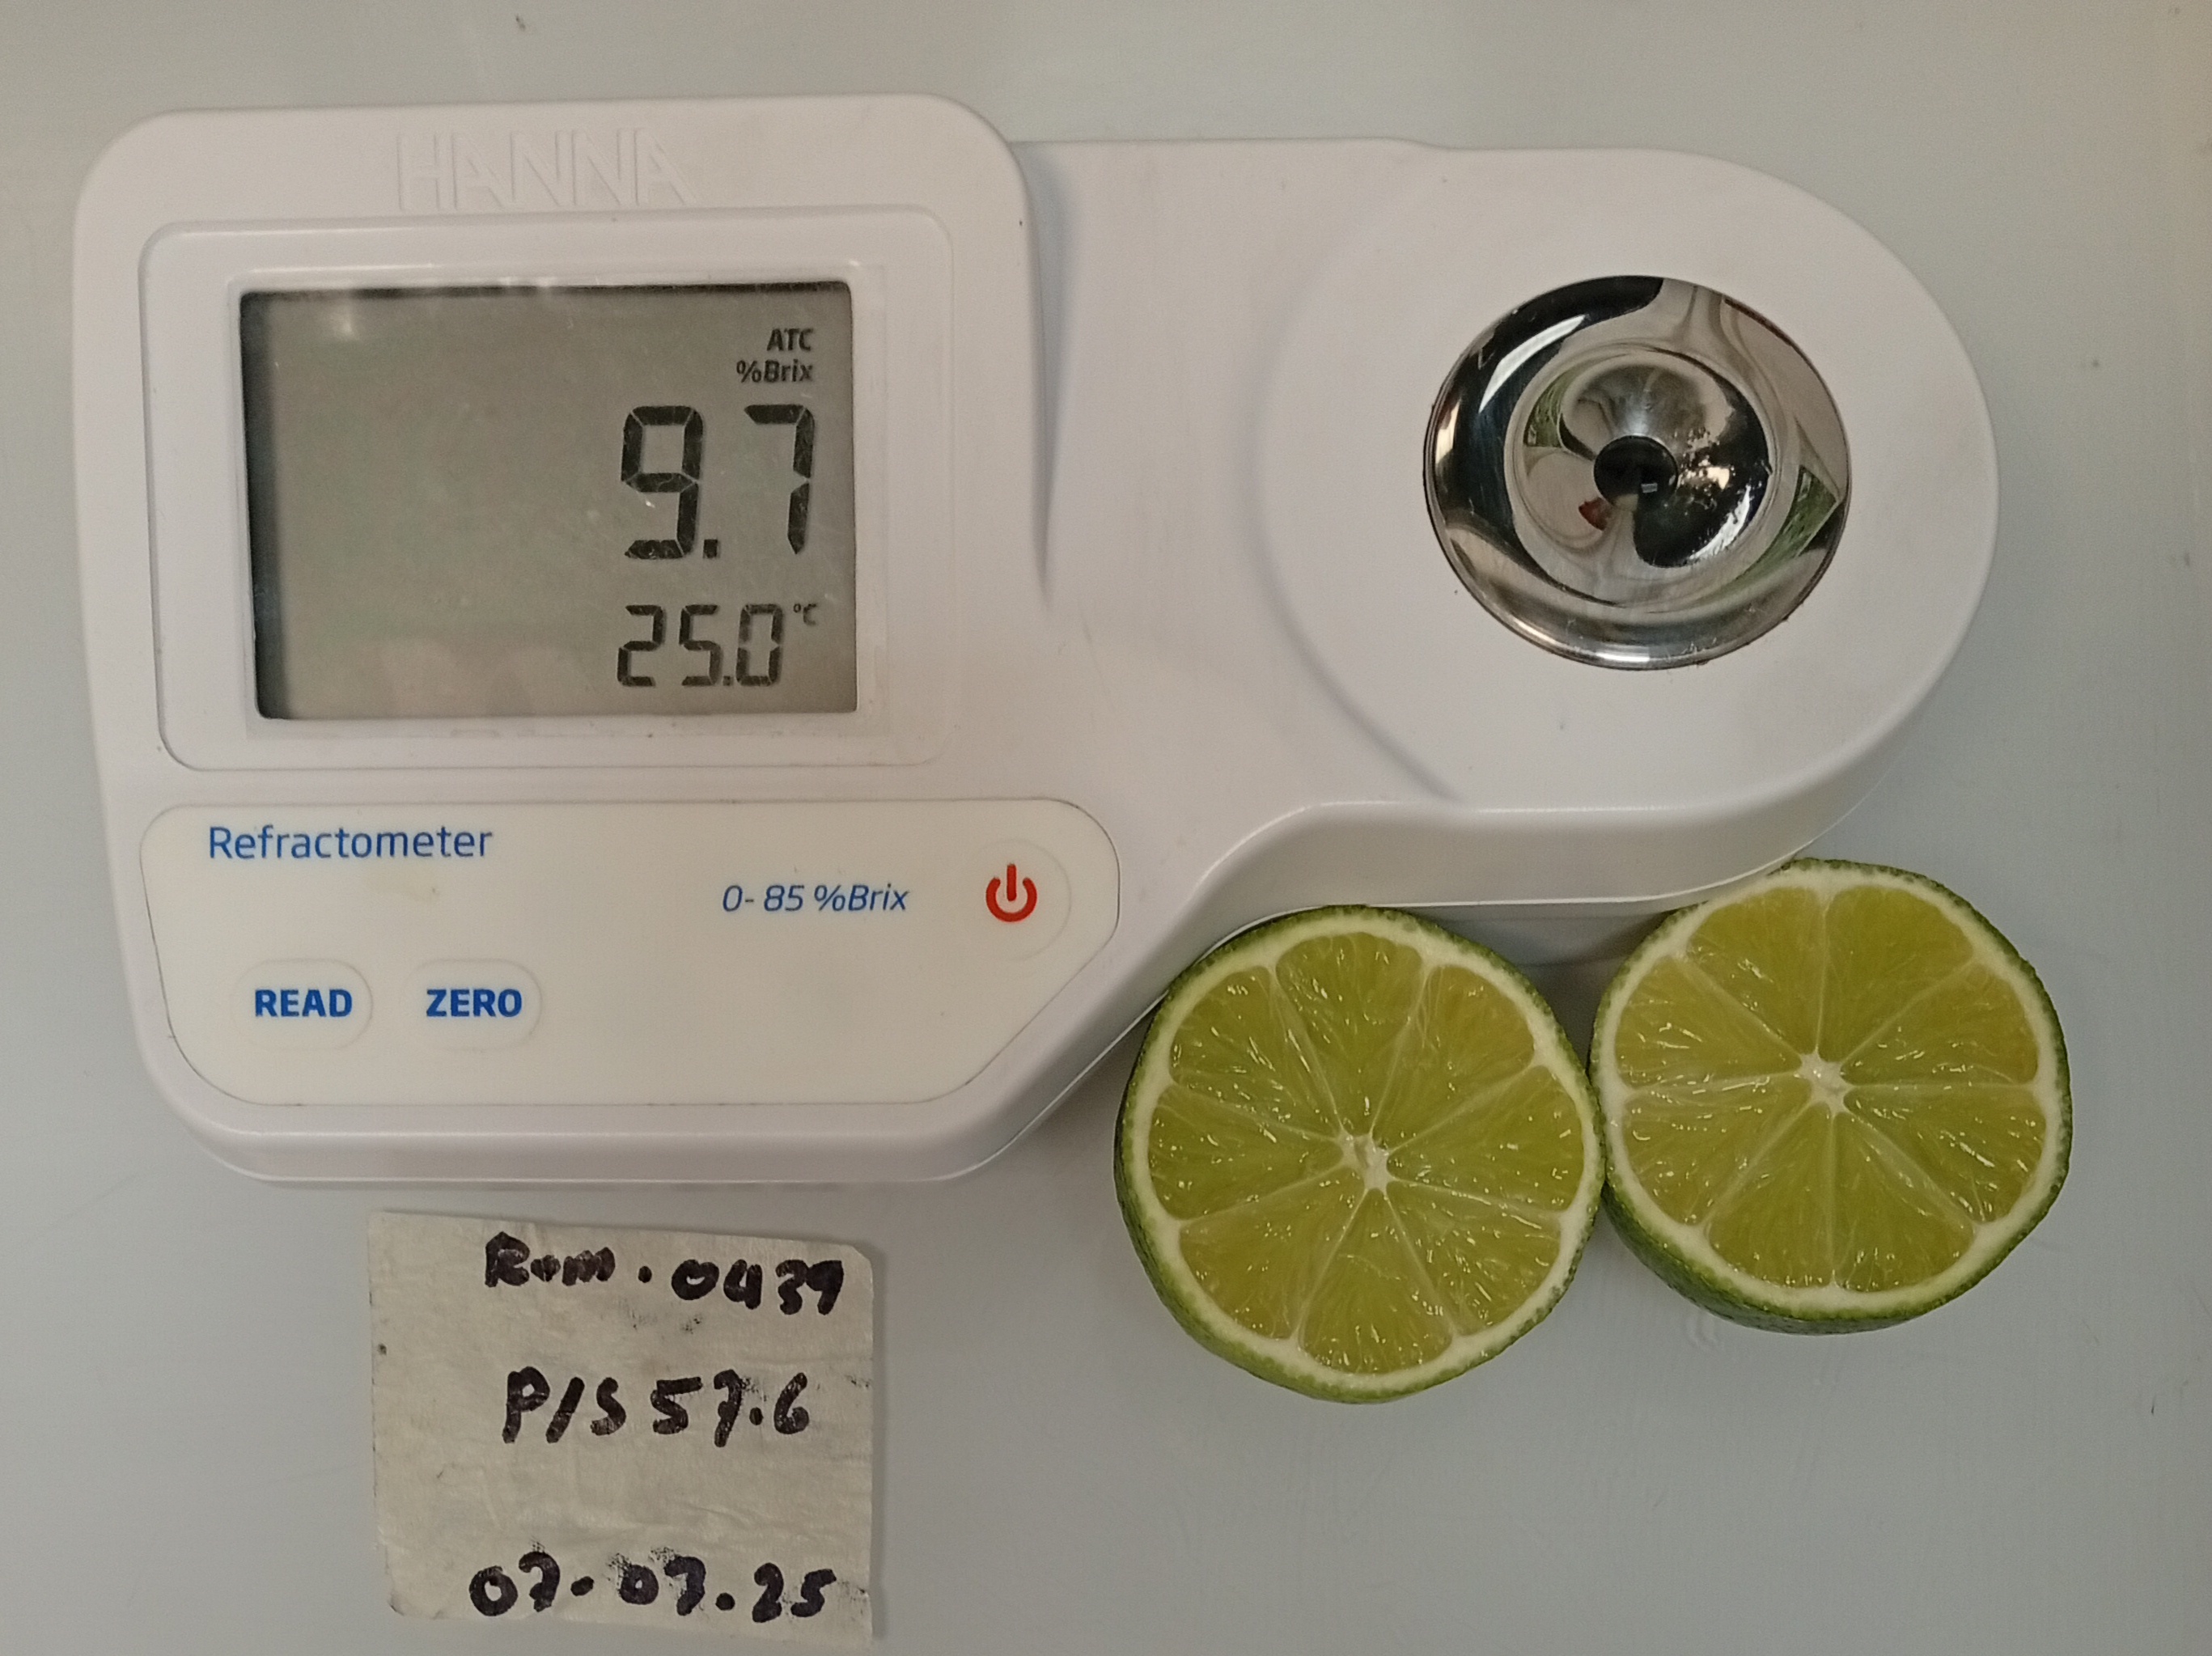 HANNA
ATC
%Brix
9.7
25.0 °C
Refractometer
0-85 %Brix
READ ZERO
Rem. 0439
P/S 57.6
07-07.25